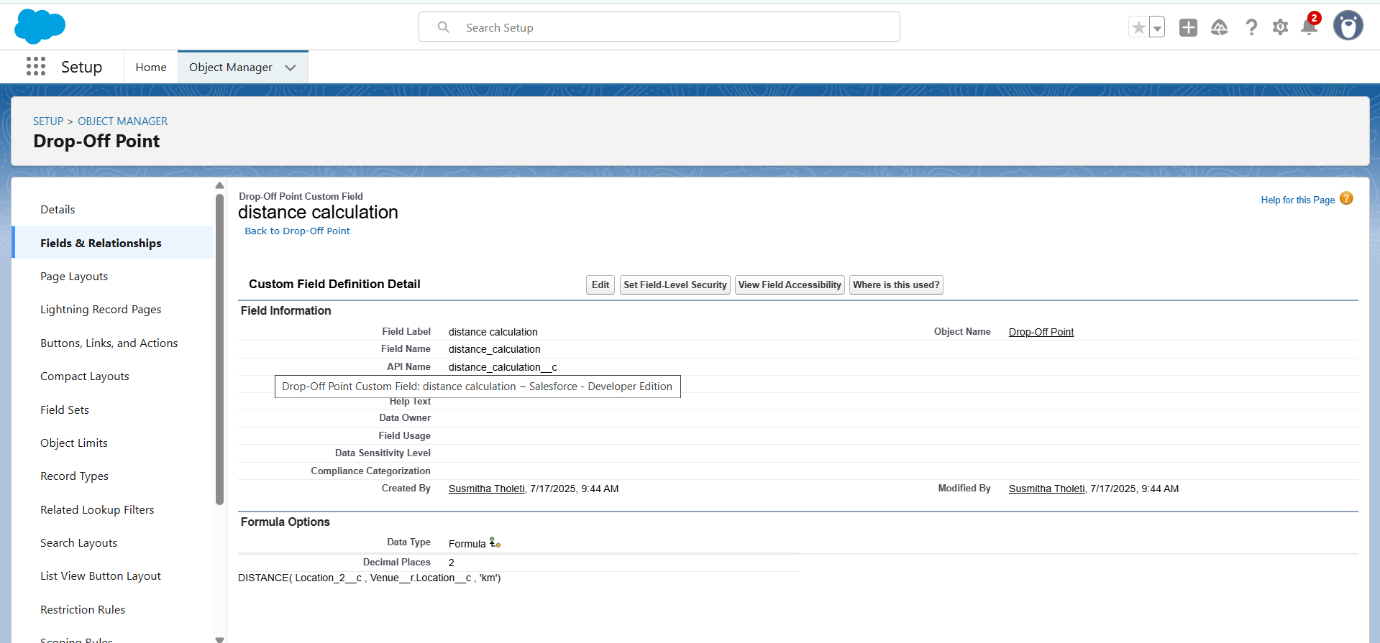 Search Setup
2
Setup
Home
Object Manager
SETUP > OBJECT MANAGER
Drop-Off Point
Details
Fields & Relationships
Page Layouts
Lightning Record Pages
Buttons, Links, and Actions
Compact Layouts
Field Sets
Object Limits
Record Types
Related Lookup Filters
Search Layouts
List View Button Layout
Restriction Rules
Scoping Rules
Drop-Off Point Custom Field
distance calculation
Back to Drop-Off Point
Help for this Page ?
Custom Field Definition Detail
Edit
Set Field-Level Security
View Field Accessibility
Where is this used?
Field Information
Field Label distance calculation Object Name Drop-Off Point
Field Name distance_calculation
API Name distance_calculation__c
Drop-Off Point Custom Field: distance calculation ~ Salesforce - Developer Edition
Help Text
Data Owner
Field Usage
Data Sensitivity Level
Compliance Categorization
Created By Susmitha Tholeti, 7/17/2025, 9:44 AM Modified By Susmitha Tholeti, 7/17/2025, 9:44 AM
Formula Options
Data Type Formula
Decimal Places 2
DISTANCE( Location_2__c , Venue__r.Location__c , 'km')